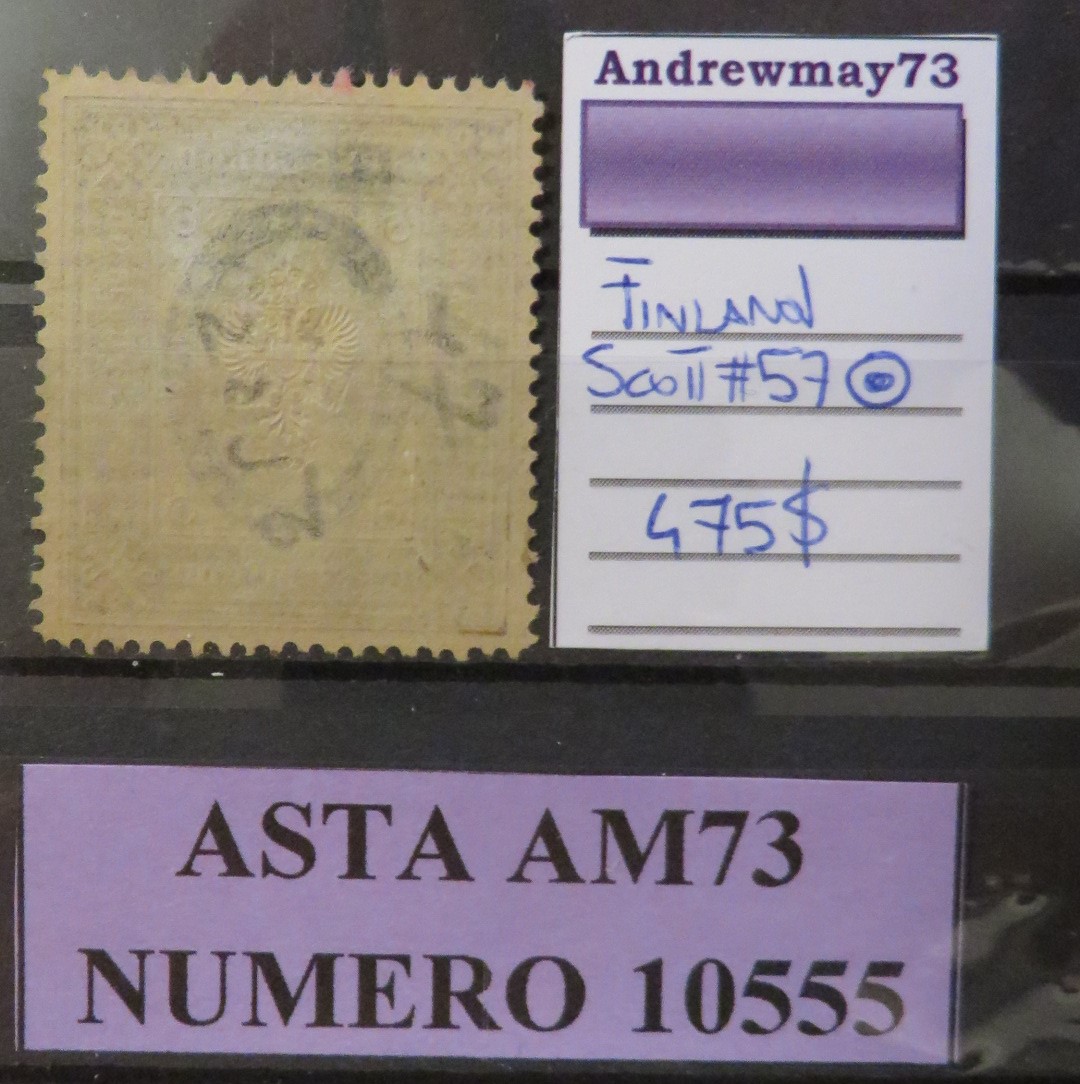 Andrewmay73
FINLAND
Scott #57
475$
ASTA AM73
NUMERO 10555